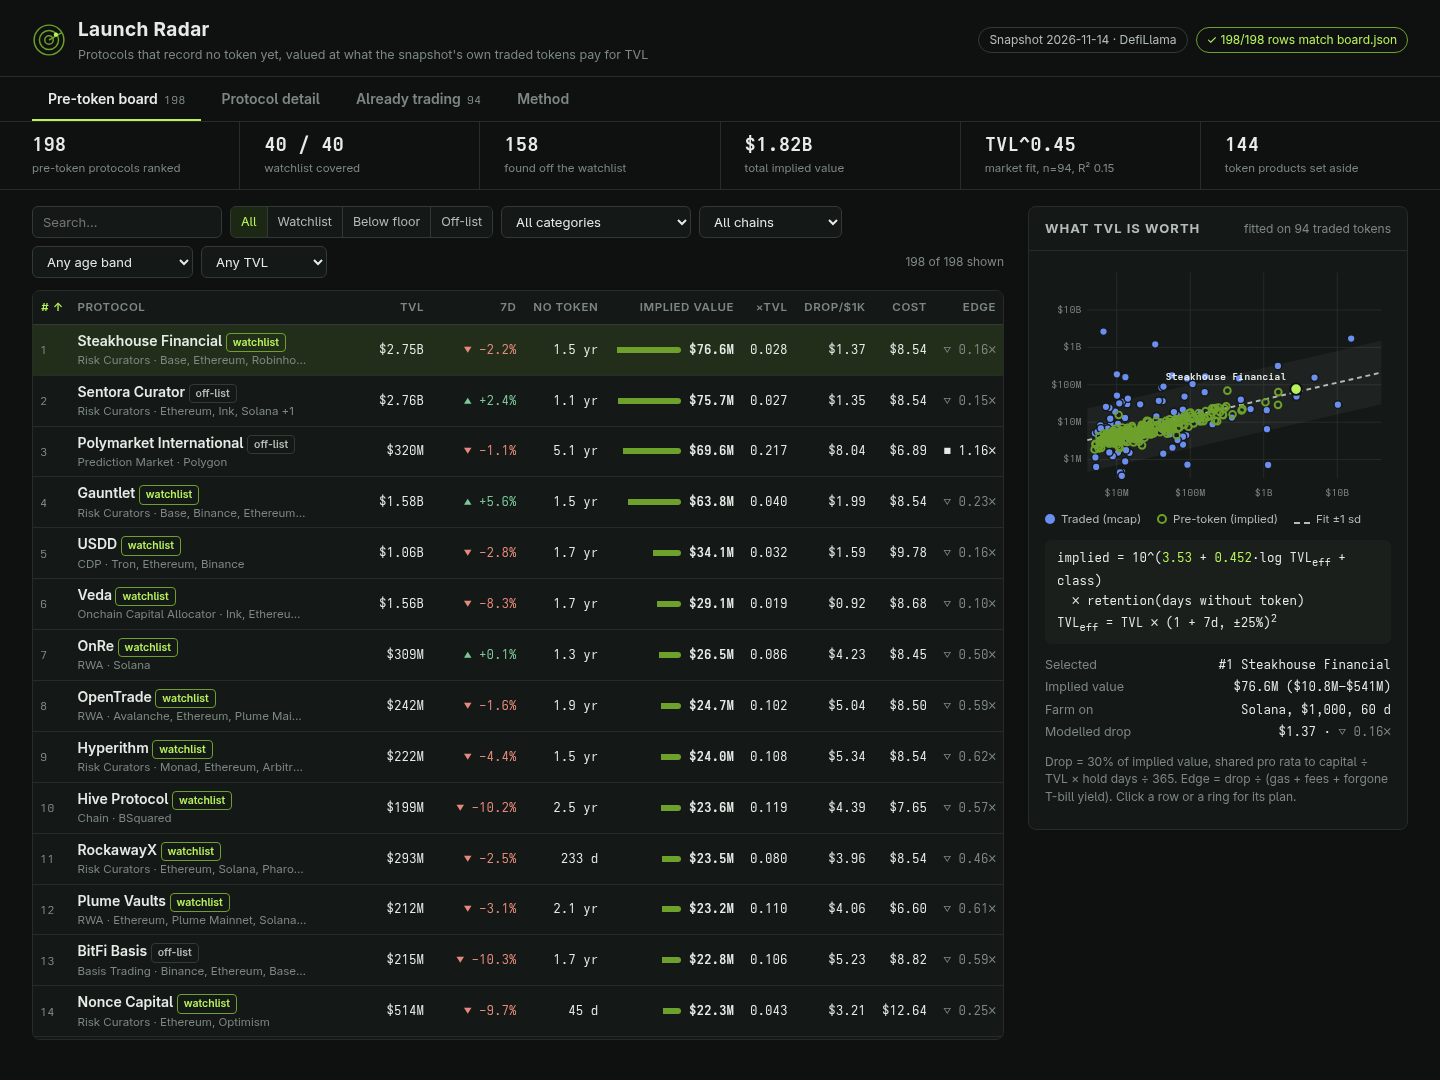 Launch Radar
Protocols that record no token yet, valued at what the snapshot's own traded tokens pay for TVL
Snapshot 2026-11-14 · DefiLlama
✓ 198/198 rows match board.json
Pre-token board 198
Protocol detail
Already trading 94
Method
198
pre-token protocols ranked
40 / 40
watchlist covered
158
found off the watchlist
$1.82B
total implied value
TVL^0.45
market fit, n=94, R² 0.15
144
token products set aside
Search...
All
Watchlist
Below floor
Off-list
All categories
All chains
Any age band
Any TVL
198 of 198 shown
# ↑ PROTOCOL TVL 7D NO TOKEN IMPLIED VALUE ×TVL DROP/$1K COST EDGE
1 Steakhouse Financial watchlist $2.75B ▼ −2.2% 1.5 yr $76.6M 0.028 $1.37 $8.54 ▽ 0.16×
Risk Curators · Base, Ethereum, Robinho…
2 Sentora Curator off-list $2.76B ▲ +2.4% 1.1 yr $75.7M 0.027 $1.35 $8.54 ▽ 0.15×
Risk Curators · Ethereum, Ink, Solana +1
3 Polymarket International off-list $320M ▼ −1.1% 5.1 yr $69.6M 0.217 $8.04 $6.89 ■ 1.16×
Prediction Market · Polygon
4 Gauntlet watchlist $1.58B ▲ +5.6% 1.5 yr $63.8M 0.040 $1.99 $8.54 ▽ 0.23×
Risk Curators · Base, Binance, Ethereum…
5 USDD watchlist $1.06B ▼ −2.8% 1.7 yr $34.1M 0.032 $1.59 $9.78 ▽ 0.16×
CDP · Tron, Ethereum, Binance
6 Veda watchlist $1.56B ▼ −8.3% 1.7 yr $29.1M 0.019 $0.92 $8.68 ▽ 0.10×
Onchain Capital Allocator · Ink, Ethereu…
7 OnRe watchlist $309M ▲ +0.1% 1.3 yr $26.5M 0.086 $4.23 $8.45 ▽ 0.50×
RWA · Solana
8 OpenTrade watchlist $242M ▼ −1.6% 1.9 yr $24.7M 0.102 $5.04 $8.50 ▽ 0.59×
RWA · Avalanche, Ethereum, Plume Mai…
9 Hyperithm watchlist $222M ▼ −4.4% 1.5 yr $24.0M 0.108 $5.34 $8.54 ▽ 0.62×
Risk Curators · Monad, Ethereum, Arbitr…
10 Hive Protocol watchlist $199M ▼ −10.2% 2.5 yr $23.6M 0.119 $4.39 $7.65 ▽ 0.57×
Chain · BSquared
11 RockawayX watchlist $293M ▼ −2.5% 233 d $23.5M 0.080 $3.96 $8.54 ▽ 0.46×
Risk Curators · Ethereum, Solana, Pharo…
12 Plume Vaults watchlist $212M ▼ −3.1% 2.1 yr $23.2M 0.110 $4.06 $6.60 ▽ 0.61×
RWA · Ethereum, Plume Mainnet, Solana…
13 BitFi Basis off-list $215M ▼ −10.3% 1.7 yr $22.8M 0.106 $5.23 $8.82 ▽ 0.59×
Basis Trading · Binance, Ethereum, Base…
14 Nonce Capital watchlist $514M ▼ −9.7% 45 d $22.3M 0.043 $3.21 $12.64 ▽ 0.25×
Risk Curators · Ethereum, Optimism
WHAT TVL IS WORTH
fitted on 94 traded tokens
$10B
$1B
$100M
$10M
$1M
Steakhouse Financial
$10M $100M $1B $10B
Traded (mcap) Pre-token (implied) Fit ±1 sd
implied = 10^(3.53 + 0.452·log TVLeff +
class)
× retention(days without token)
TVLeff = TVL × (1 + 7d, ±25%)²
Selected #1 Steakhouse Financial
Implied value $76.6M ($10.8M–$541M)
Farm on Solana, $1,000, 60 d
Modelled drop $1.37 · ▽ 0.16×
Drop = 30% of implied value, shared pro rata to capital ÷
TVL × hold days ÷ 365. Edge = drop ÷ (gas + fees + forgone
T-bill yield). Click a row or a ring for its plan.